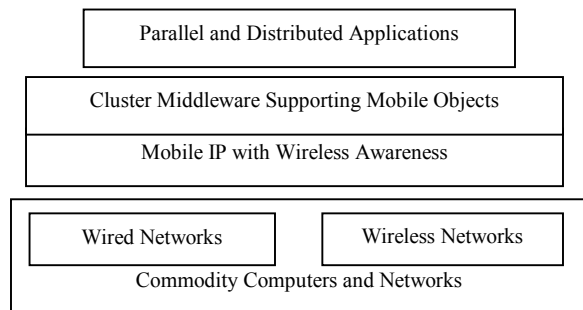 Parallel and Distributed Applications
Cluster Middleware Supporting Mobile Objects
Mobile IP with Wireless Awareness
Wired Networks
Wireless Networks
Commodity Computers and Networks